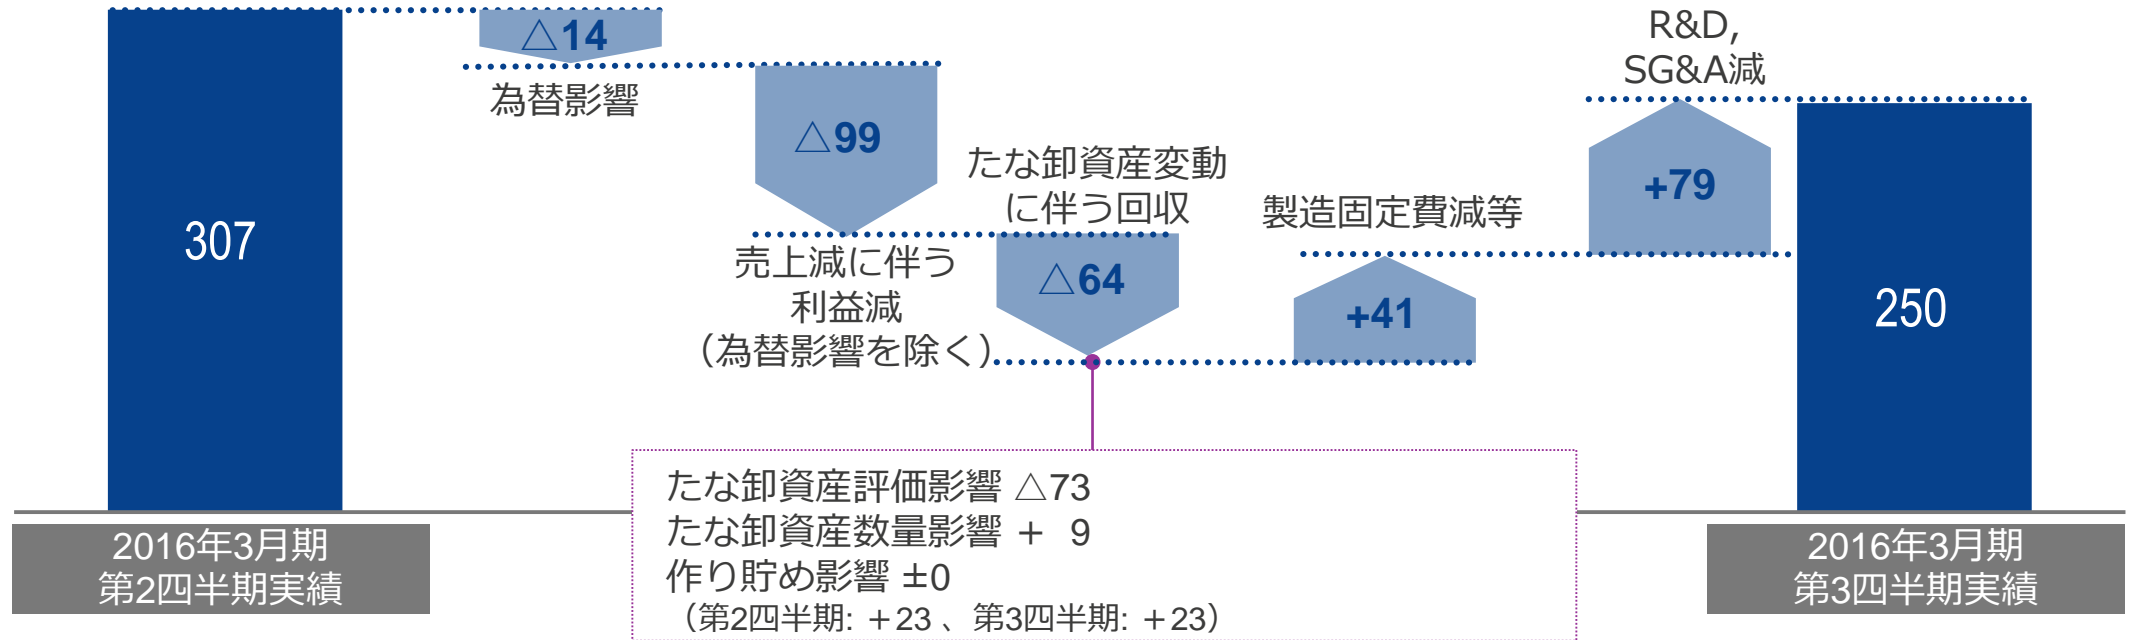 307
2016年3月期
第2四半期実績
△14
為替影響
△99
売上減に伴う
利益減
（為替影響を除く）
たな卸資産変動
に伴う回収
△64
たな卸資産評価影響 △73
たな卸資産数量影響 ＋ 9
作り貯め影響 ±0
（第2四半期: ＋23 、第3四半期: ＋23）
製造固定費減等
+41
R&D,
SG&A減
+79
250
2016年3月期
第3四半期実績